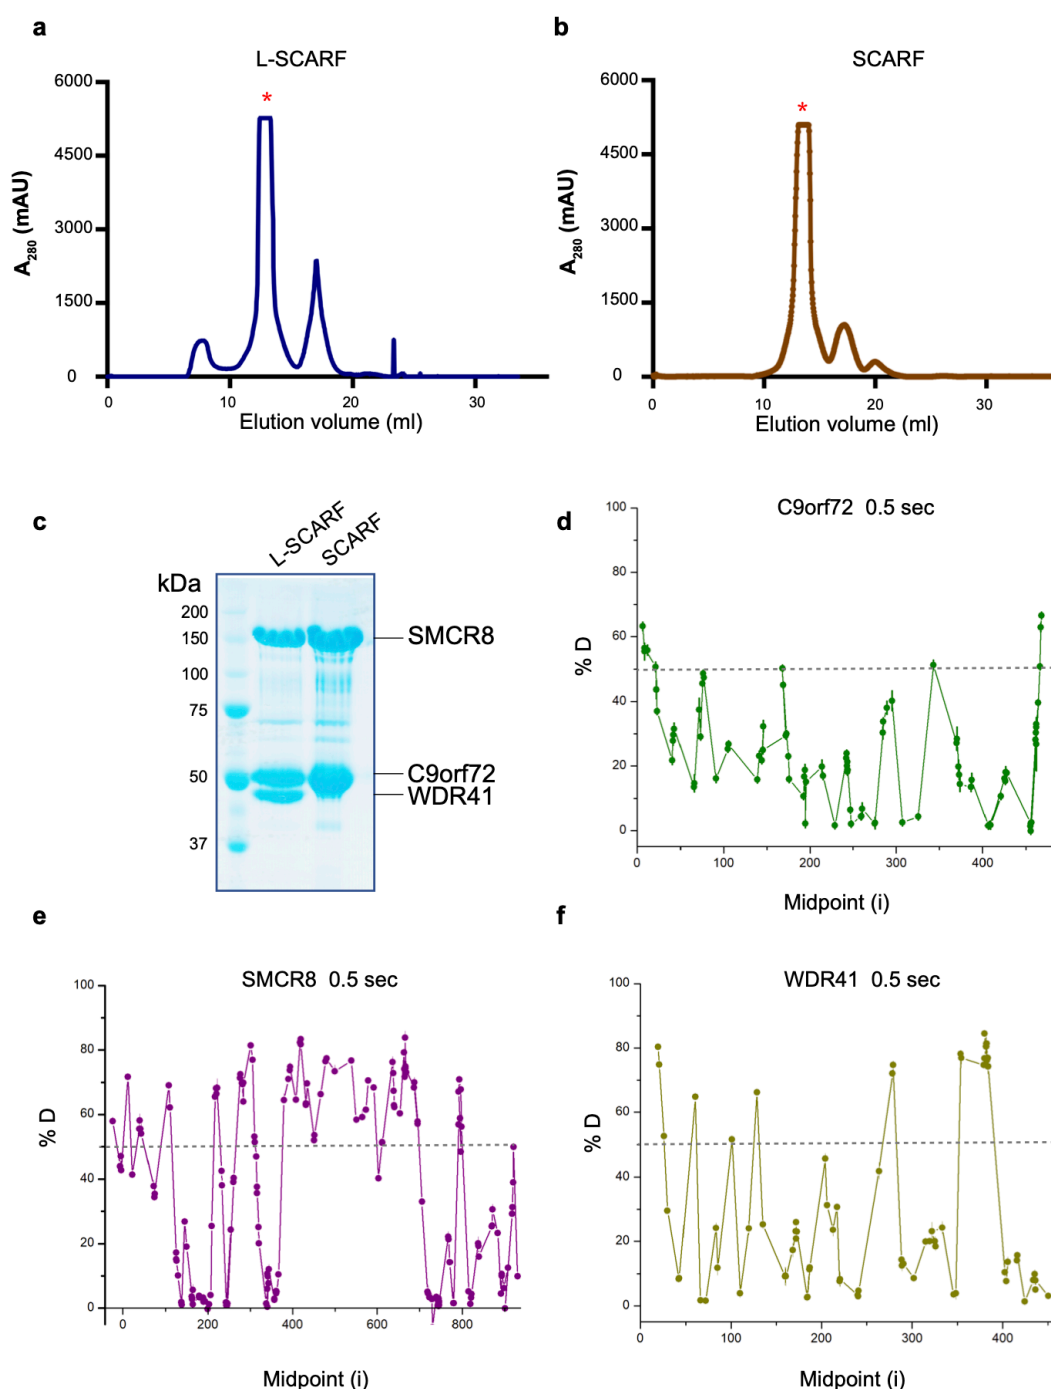 a
L-SCARF
*
6000
4500
3000
1500
0
A280 (mAU)
0 10 20 30
Elution volume (ml)
b
SCARF
*
6000
4500
3000
1500
0
A280 (mAU)
0 10 20 30
Elution volume (ml)
c
L-SCARF SCARF
kDa
200
150
100
75
50
37
SMCR8
C9orf72
WDR41
d
C9orf72 0.5 sec
100
80
60
40
20
0
% D
0 100 200 300 400
Midpoint (i)
e
SMCR8 0.5 sec
100
80
60
40
20
0
% D
0 200 400 600 800
Midpoint (i)
f
WDR41 0.5 sec
100
80
60
40
20
0
% D
0 100 200 300 400
Midpoint (i)